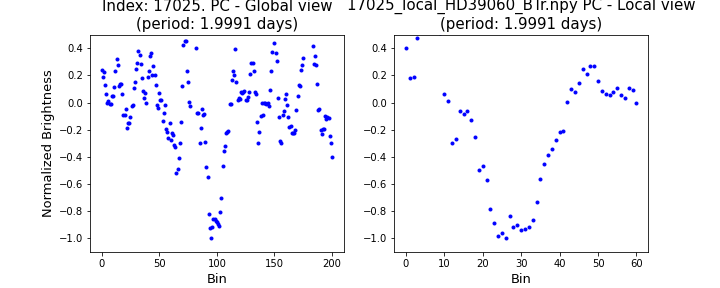 Index: 17025. PC - Global view
(period: 1.9991 days)
17025_local_HD39060_BTfr.npy PC - Local view
(period: 1.9991 days)
Normalized Brightness
0.4
0.2
0.0
−0.2
−0.4
−0.6
−0.8
−1.0
0 50 100 150 200
Bin
0.4
0.2
0.0
−0.2
−0.4
−0.6
−0.8
−1.0
0 10 20 30 40 50 60
Bin